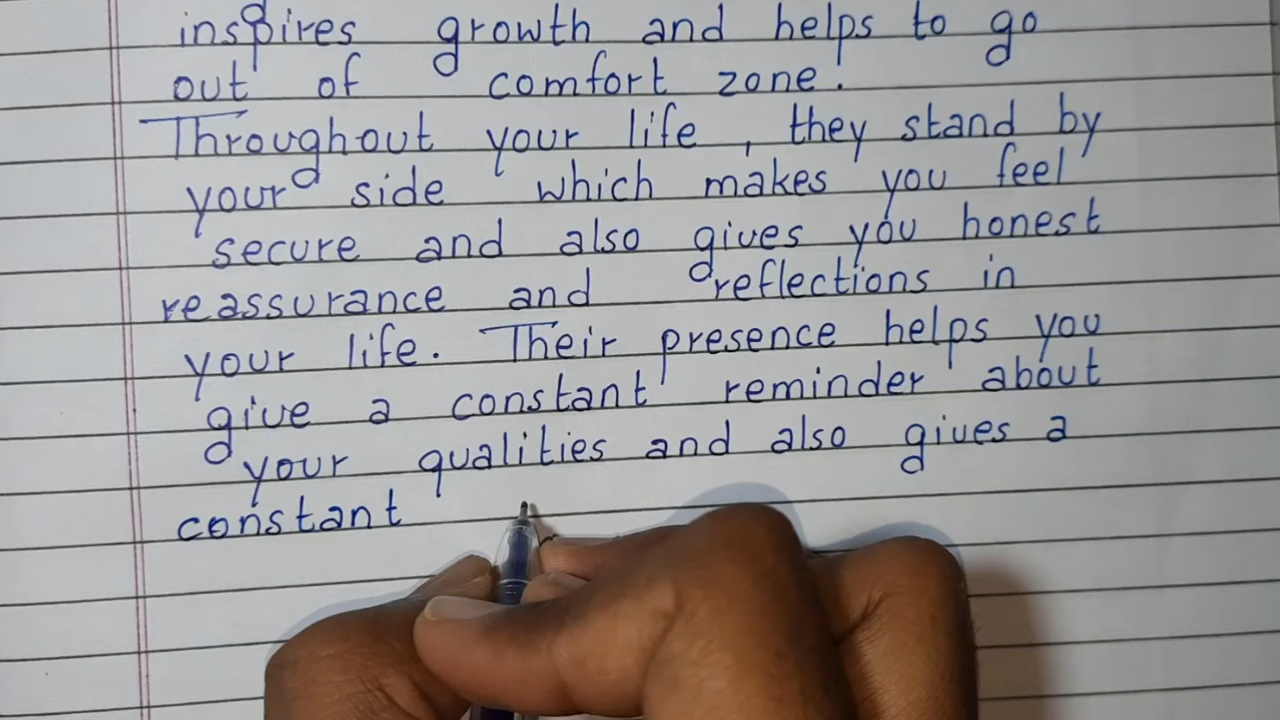 inspires growth and helps to go
out of comfort zone.
Throughout your life, they stand by
your side which makes you feel
secure and also gives you honest
reassurance and reflections in
your life. Their presence helps you
give a constant reminder about
your qualities and also gives a
constant